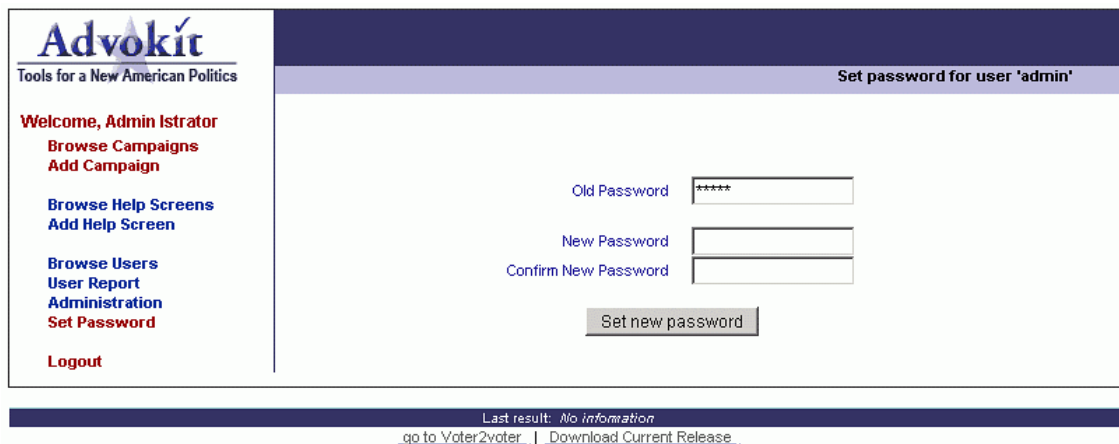 Advokit
Tools for a New American Politics
Set password for user 'admin'
Welcome, Admin Istrator
Browse Campaigns
Add Campaign
Browse Help Screens
Add Help Screen
Browse Users
User Report
Administration
Set Password
Logout
Old Password *****
New Password
Confirm New Password
Set new password
Last result: No information
go to Voter2voter | Download Current Release